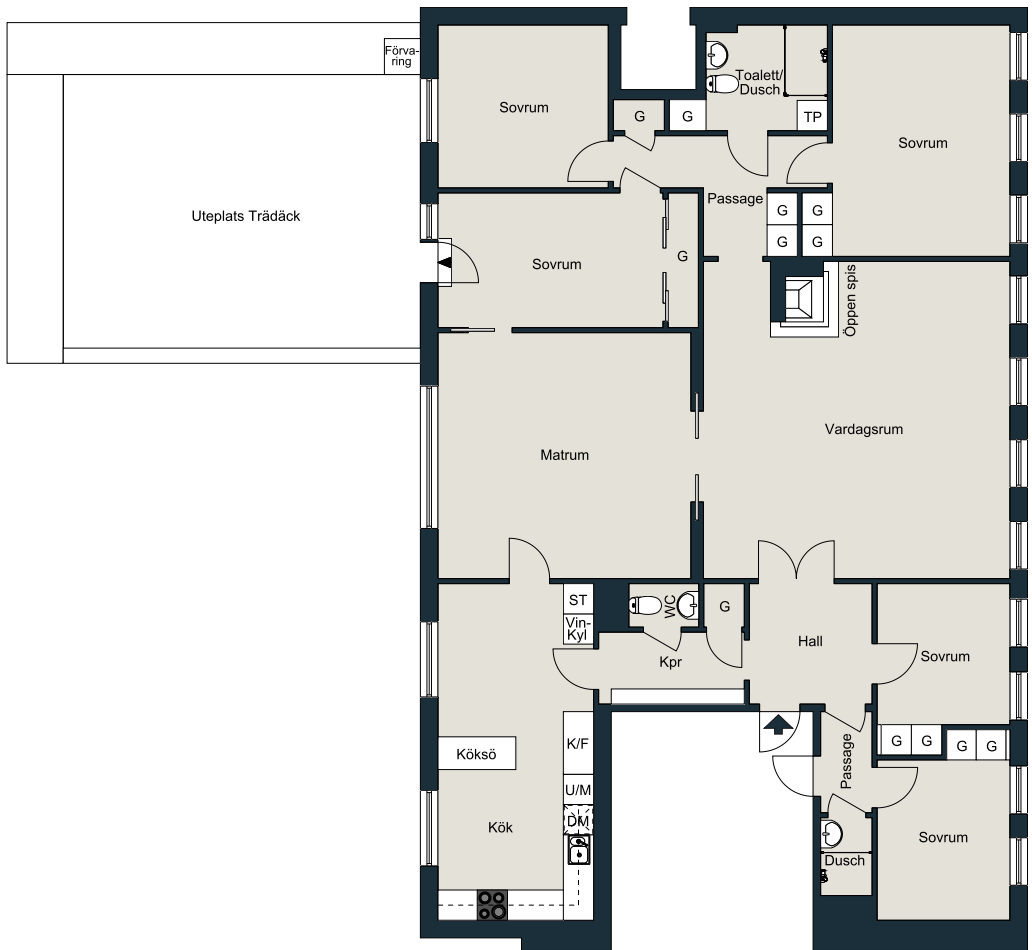 Förva-
ring
Sovrum
G
G
Toalett/
Dusch
TP
Sovrum
Uteplats Trädäck
Passage
G
G
G
G
Sovrum
G
Öppen spis
Matrum
Vardagsrum
ST
Vin-
Kyl
WC
G
Kpr
Hall
Sovrum
G
G
G
G
K/F
Köksö
U/M
DM
Kök
Passage
Dusch
Sovrum